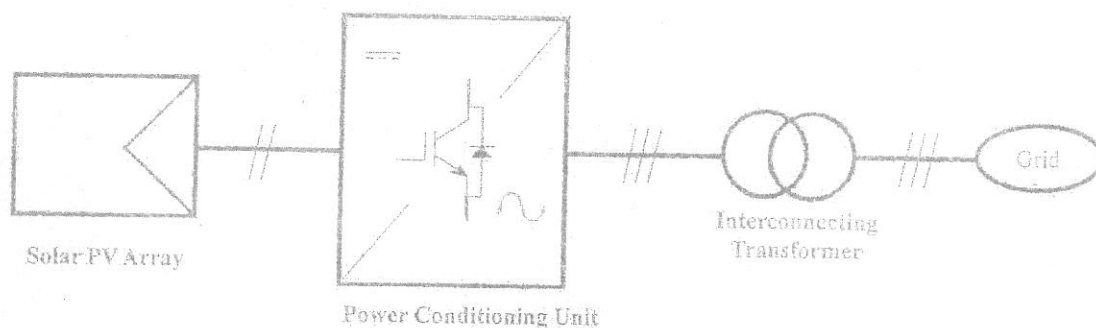 Solar PV Array
Power Conditioning Unit
Interconnecting
Transformer
Grid